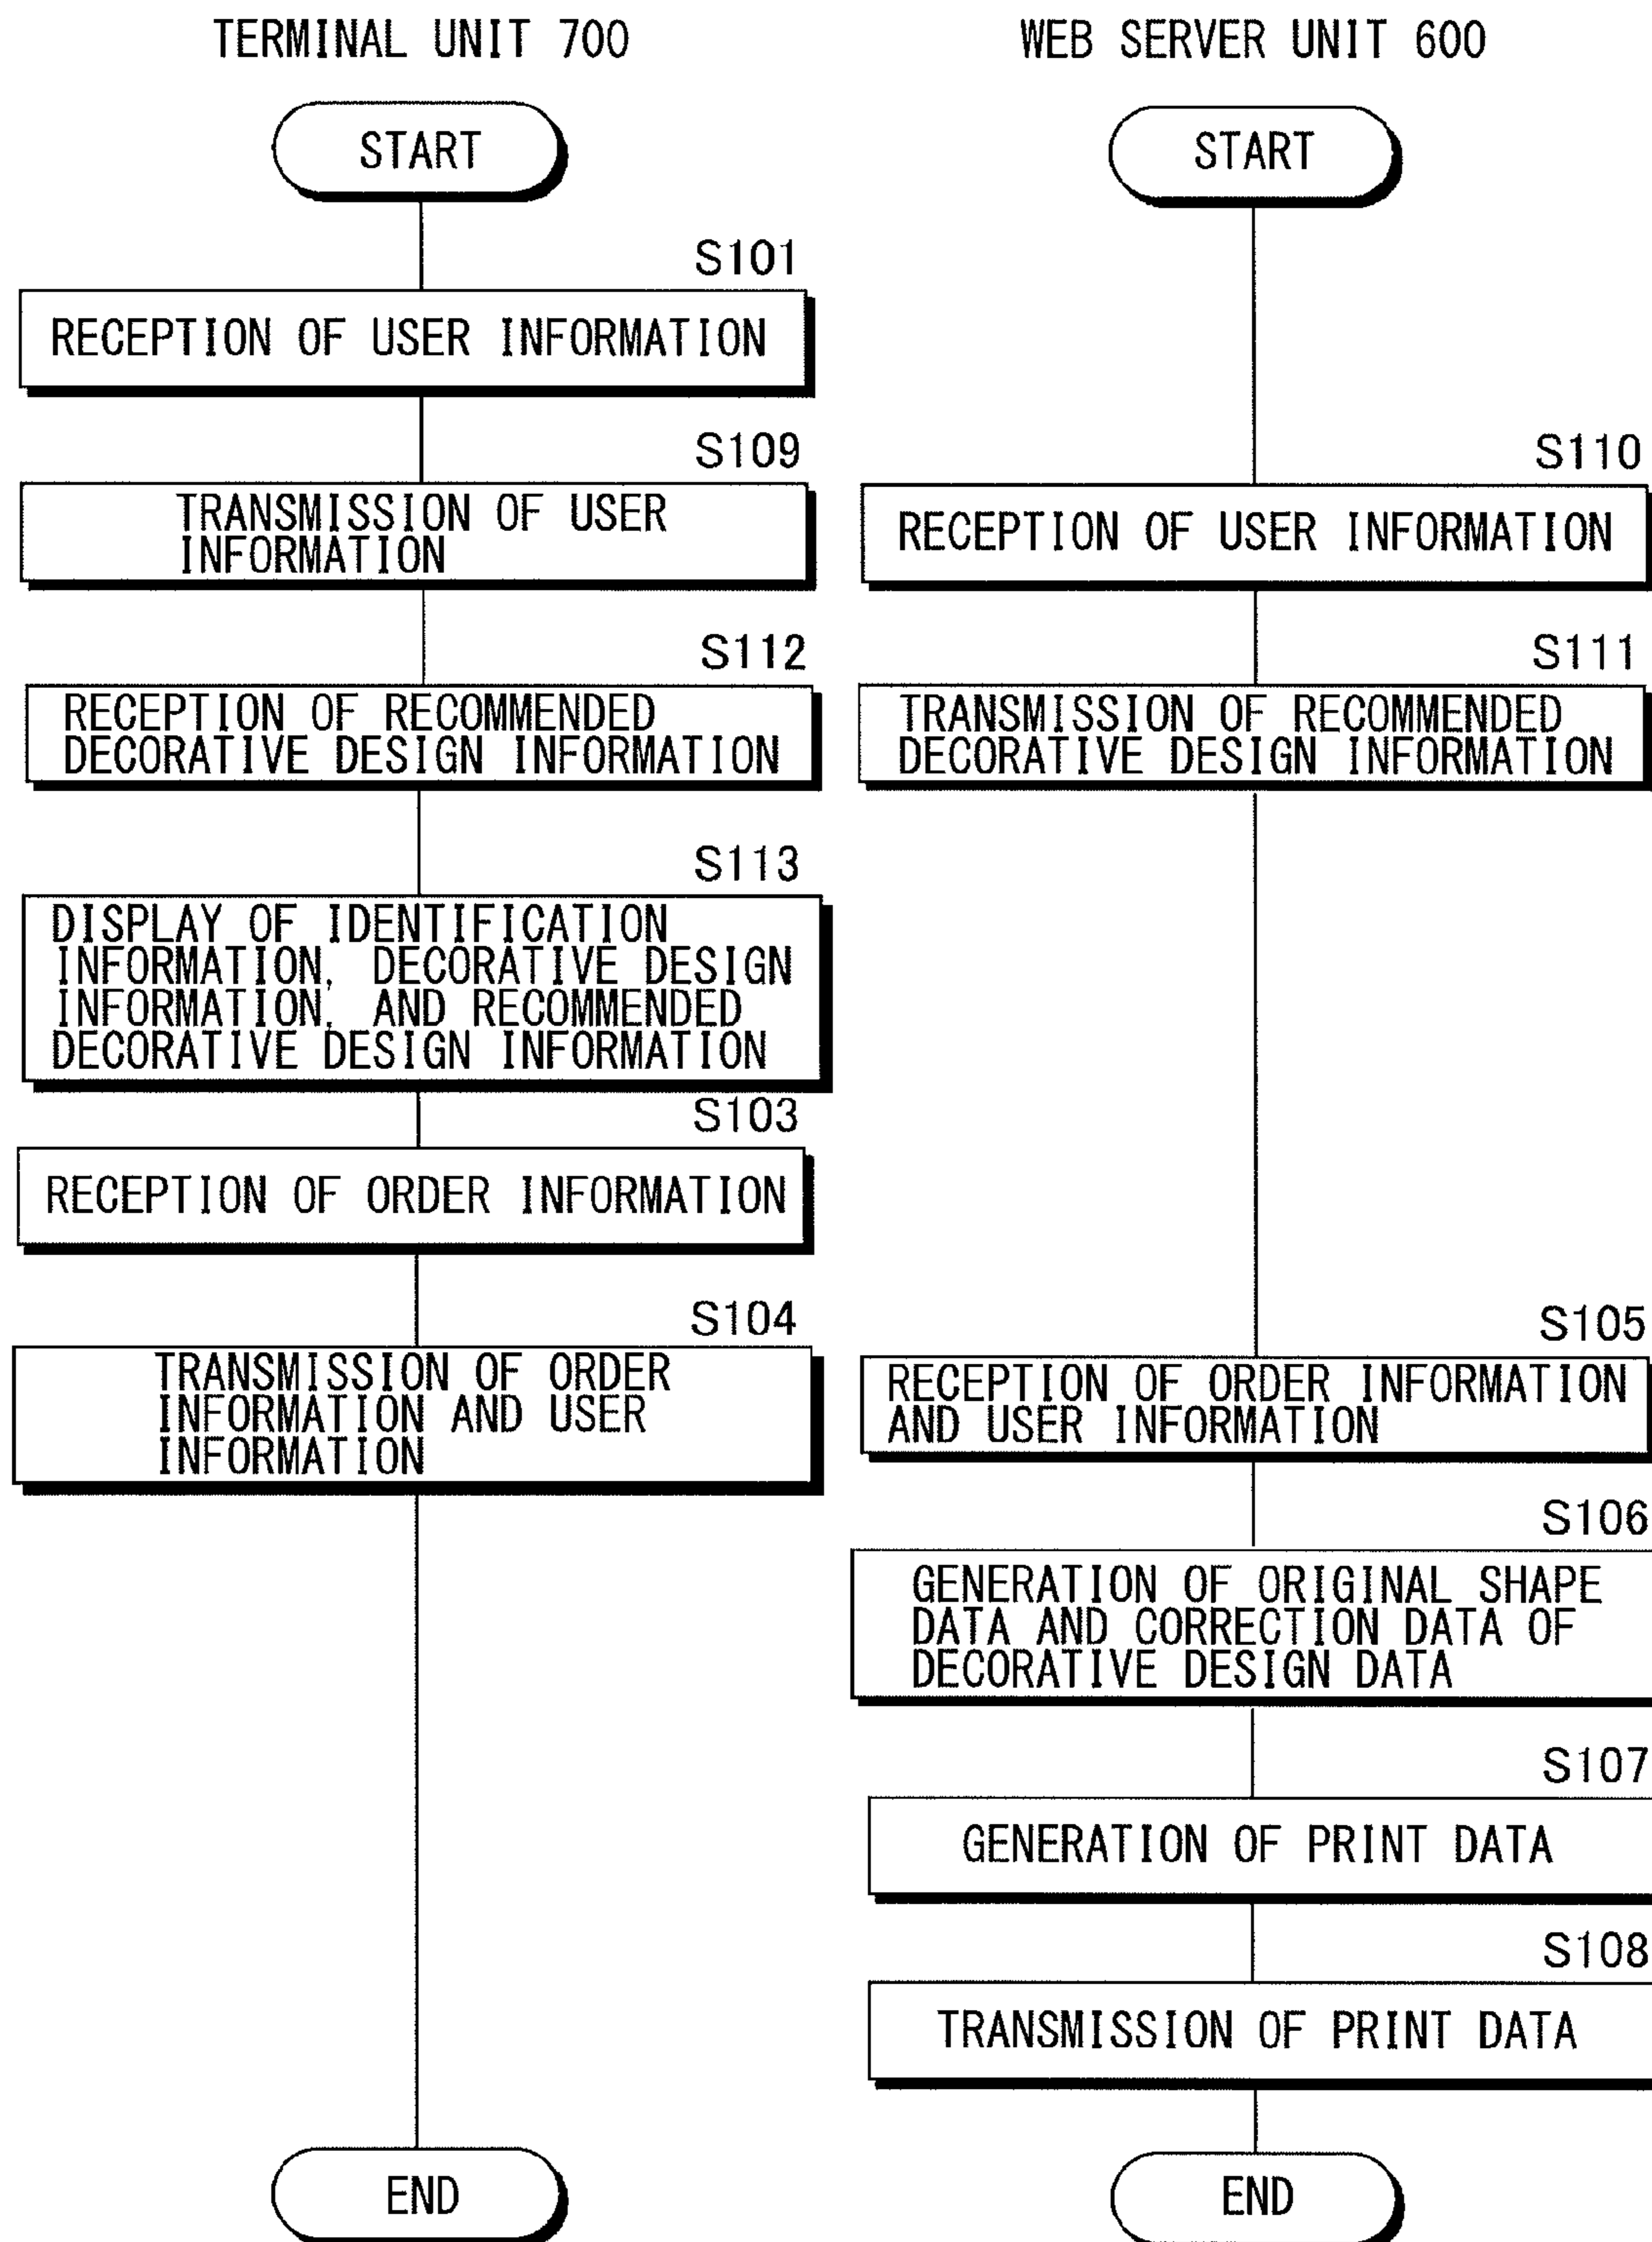 TERMINAL UNIT 700
START
S101
RECEPTION OF USER INFORMATION
S109
TRANSMISSION OF USER
INFORMATION
S112
RECEPTION OF RECOMMENDED
DECORATIVE DESIGN INFORMATION
S113
DISPLAY OF IDENTIFICATION
INFORMATION, DECORATIVE DESIGN
INFORMATION, AND RECOMMENDED
DECORATIVE DESIGN INFORMATION
S103
RECEPTION OF ORDER INFORMATION
S104
TRANSMISSION OF ORDER
INFORMATION AND USER
INFORMATION
END
WEB SERVER UNIT 600
START
S110
RECEPTION OF USER INFORMATION
S111
TRANSMISSION OF RECOMMENDED
DECORATIVE DESIGN INFORMATION
S105
RECEPTION OF ORDER INFORMATION
AND USER INFORMATION
S106
GENERATION OF ORIGINAL SHAPE
DATA AND CORRECTION DATA OF
DECORATIVE DESIGN DATA
S107
GENERATION OF PRINT DATA
S108
TRANSMISSION OF PRINT DATA
END